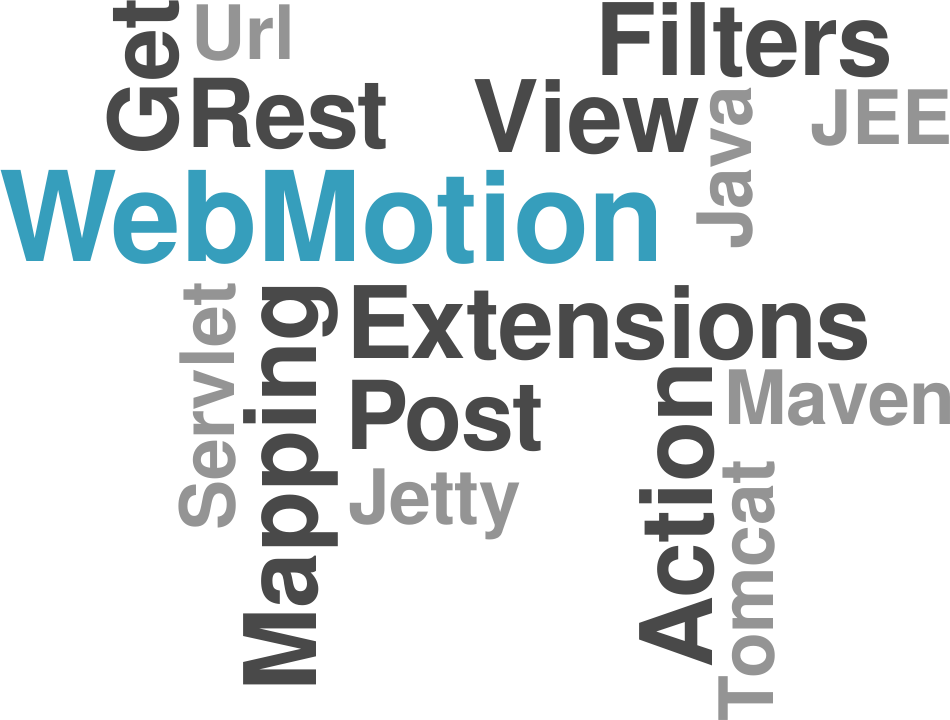 Get
Url
Filters
Rest
View
Java
JEE
WebMotion
Servlet
Mapping
Extensions
Post
Jetty
Action
Maven
Tomcat